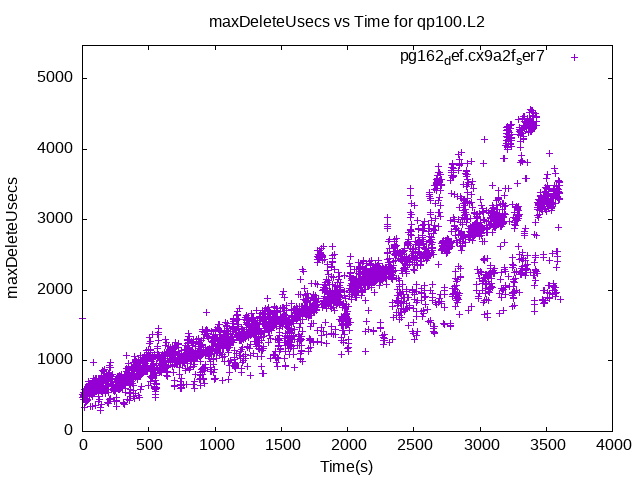 maxDeleteUsecs vs Time for qp100.L2
pg162def.cx9a2fser7
5000
4000
3000
2000
1000
0
maxDeleteUsecs
0 500 1000 1500 2000 2500 3000 3500 4000
Time(s)